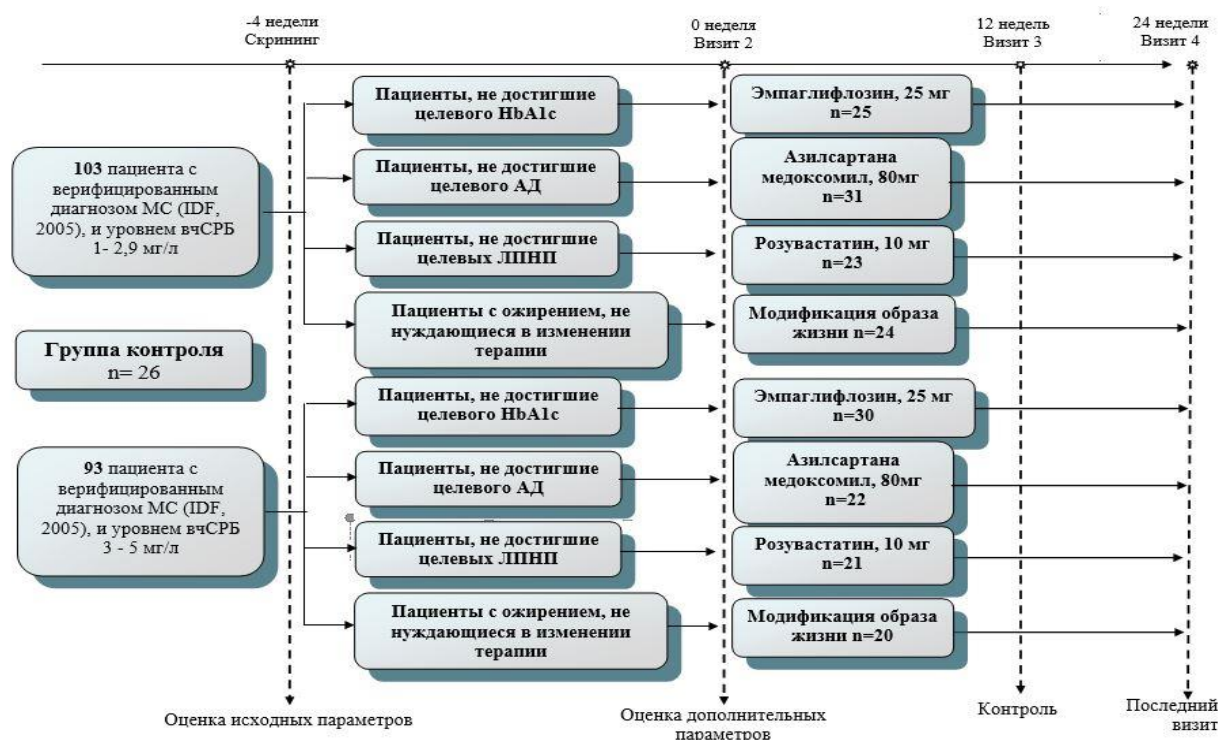 -4 недели
Скрининг
0 неделя
Визит 2
12 недель
Визит 3
24 недели
Визит 4
103 пациента с
верифицированным
диагнозом МС (IDF,
2005), и уровнем вчСРБ
1- 2,9 мг/л
Пациенты, не достигшие
целевого HbA1c
Эмпаглифлозин, 25 мг
n=25
Пациенты, не достигшие
целевого АД
Азилсартана
медоксомил, 80мг
n=31
Пациенты, не достигшие
целевых ЛПНП
Розувастатин, 10 мг
n=23
Пациенты с ожирением, не
нуждающиеся в изменении
терапии
Модификация образа
жизни n=24
Группа контроля
n= 26
93 пациента с
верифицированным
диагнозом МС (IDF,
2005), и уровнем вчСРБ
3 - 5 мг/л
Пациенты, не достигшие
целевого HbA1c
Эмпаглифлозин, 25 мг
n=30
Пациенты, не достигшие
целевого АД
Азилсартана
медоксомил, 80мг
n=22
Пациенты, не достигшие
целевых ЛПНП
Розувастатин, 10 мг
n=21
Пациенты с ожирением, не
нуждающиеся в изменении
терапии
Модификация образа
жизни n=20
Оценка исходных параметров
Оценка дополнительных
параметров
Контроль
Последний
визит